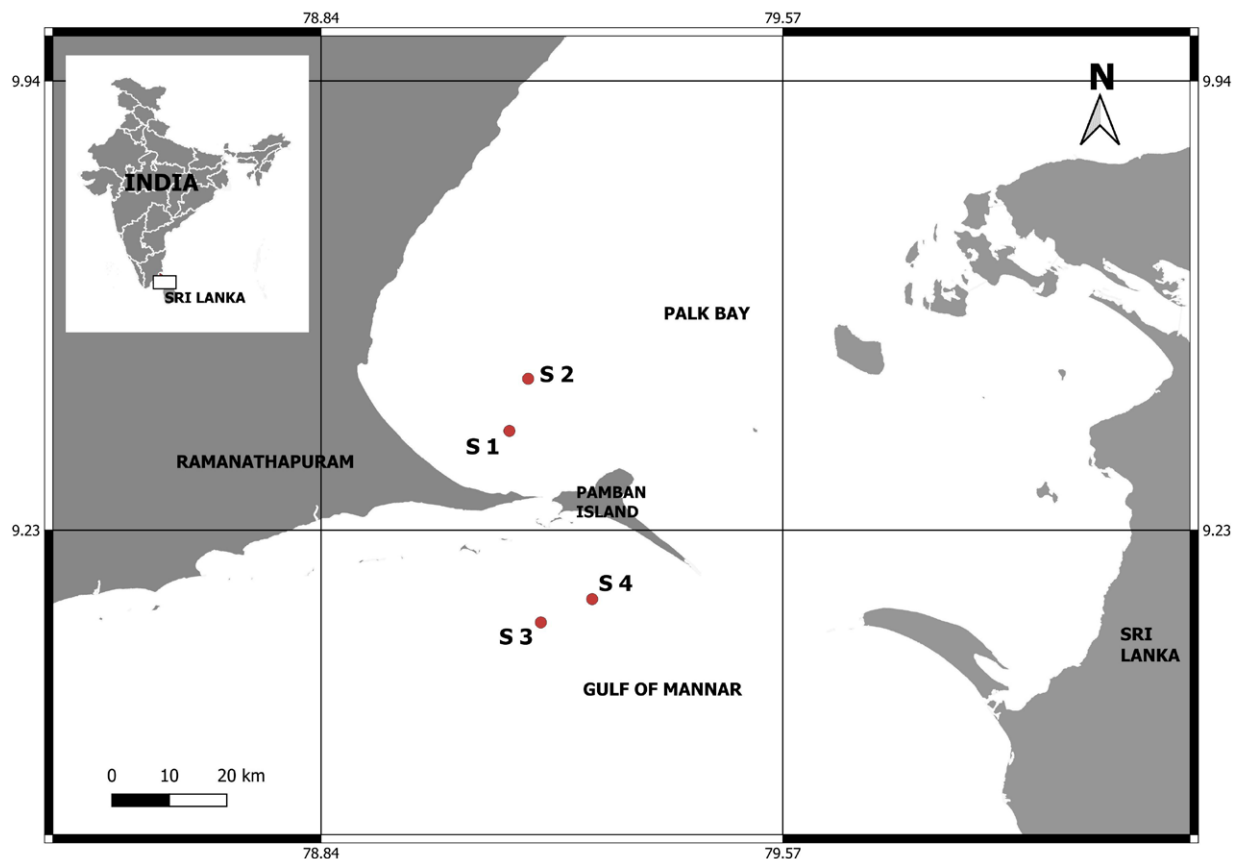 78.84
79.57
9.94
9.94
N
INDIA
SRI LANKA
PALK BAY
S 2
S 1
RAMANATHAPURAM
PAMBAN
ISLAND
9.23
9.23
S 4
S 3
SRI
LANKA
GULF OF MANNAR
0 10 20 km
78.84
79.57